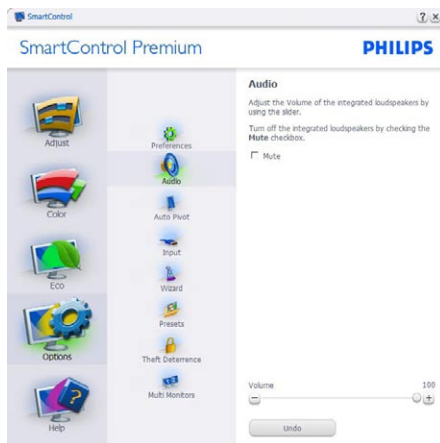 SmartControl
? x
SmartControl Premium
PHILIPS
Adjust
Color
Eco
Options
Help
Preferences
Audio
Auto Pivot
Input
Wizard
Presets
Theft Deterrence
Multi Monitors
Audio
Adjust the Volume of the integrated loudspeakers by
using the slider.
Turn off the integrated loudspeakers by checking the
Mute checkbox.
Mute
Volume 100
Undo